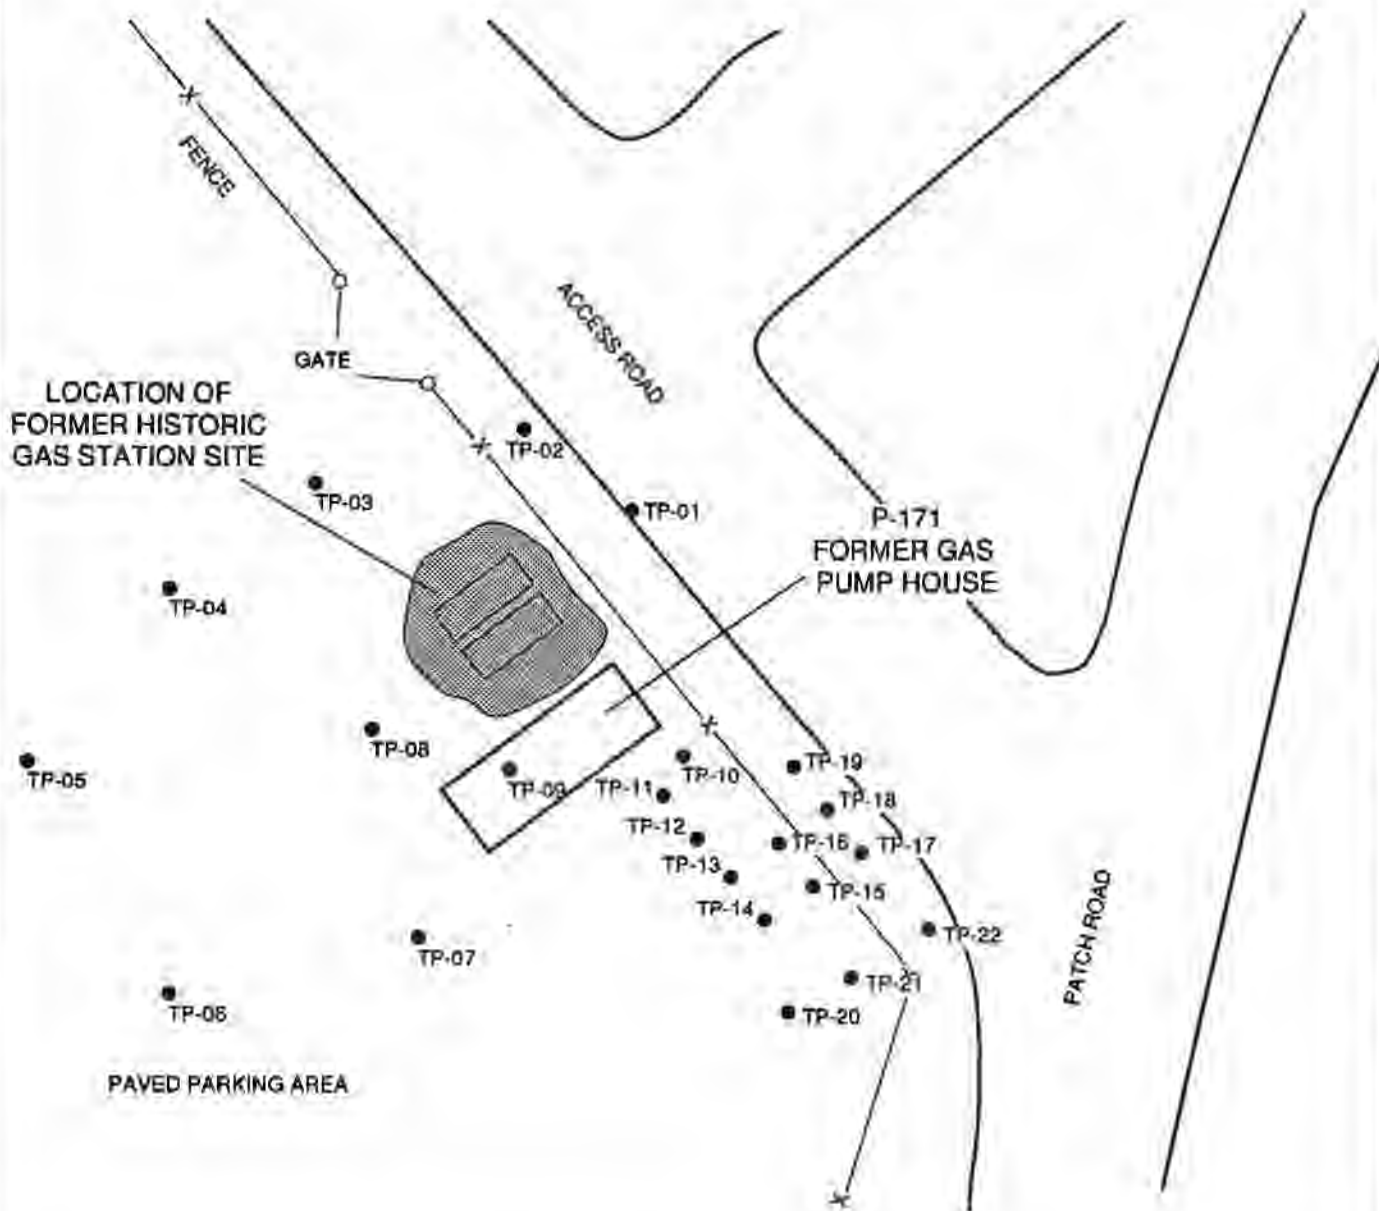 FENCE
ACCESS ROAD
GATE
LOCATION OF
FORMER HISTORIC
GAS STATION SITE
TP-02
TP-03
TP-01
P-171
FORMER GAS
PUMP HOUSE
TP-04
TP-08
TP-05
TP-10
TP-19
TP-09
TP-11
TP-18
TP-12
TP-16
TP-17
TP-13
TP-15
TP-14
TP-22
PATCH ROAD
TP-07
TP-21
TP-06
TP-20
PAVED PARKING AREA